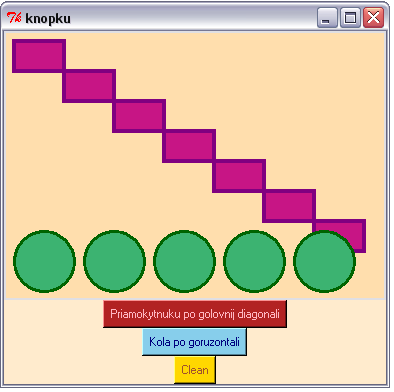 knopku
Priamokytnuku po golovnij diagonali
Kola po goruzontali
Clean